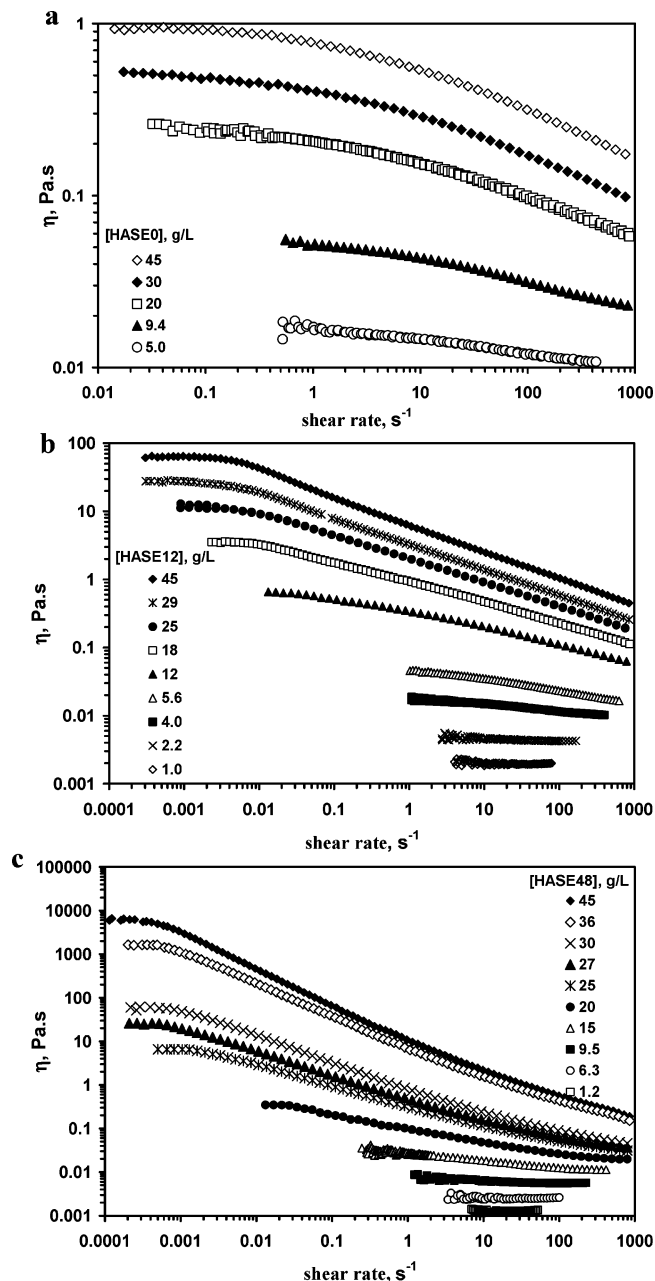 a
1
0.1
0.01
η, Pa.s
[HASE0], g/L
45
30
20
9.4
5.0
0.01 0.1 1 10 100 1000
shear rate, s⁻¹
b
100
10
1
0.1
0.01
0.001
η, Pa.s
[HASE12], g/L
45
29
25
18
12
5.6
4.0
2.2
1.0
0.0001 0.001 0.01 0.1 1 10 100 1000
shear rate, s⁻¹
c
100000
10000
1000
100
10
1
0.1
0.01
0.001
η, Pa.s
[HASE48], g/L
45
36
30
27
25
20
15
9.5
6.3
1.2
0.0001 0.001 0.01 0.1 1 10 100 1000
shear rate, s⁻¹